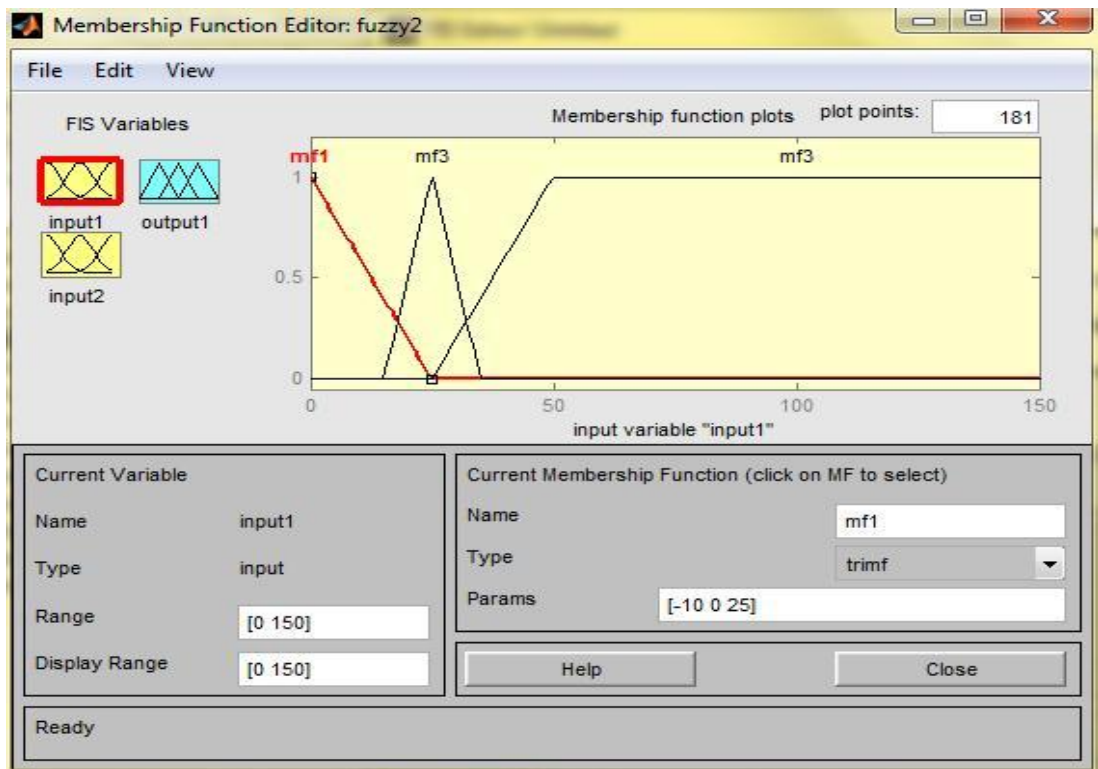 Membership Function Editor: fuzzy2
File Edit View
FIS Variables
Membership function plots plot points: 181
mf1 mf3 mf3
input1 output1
input2
1
0.5
0
0 50 100 150
input variable "input1"
Current Variable
Name input1
Type input
Range [0 150]
Display Range [0 150]
Current Membership Function (click on MF to select)
Name mf1
Type trimf
Params [-10 0 25]
Help Close
Ready